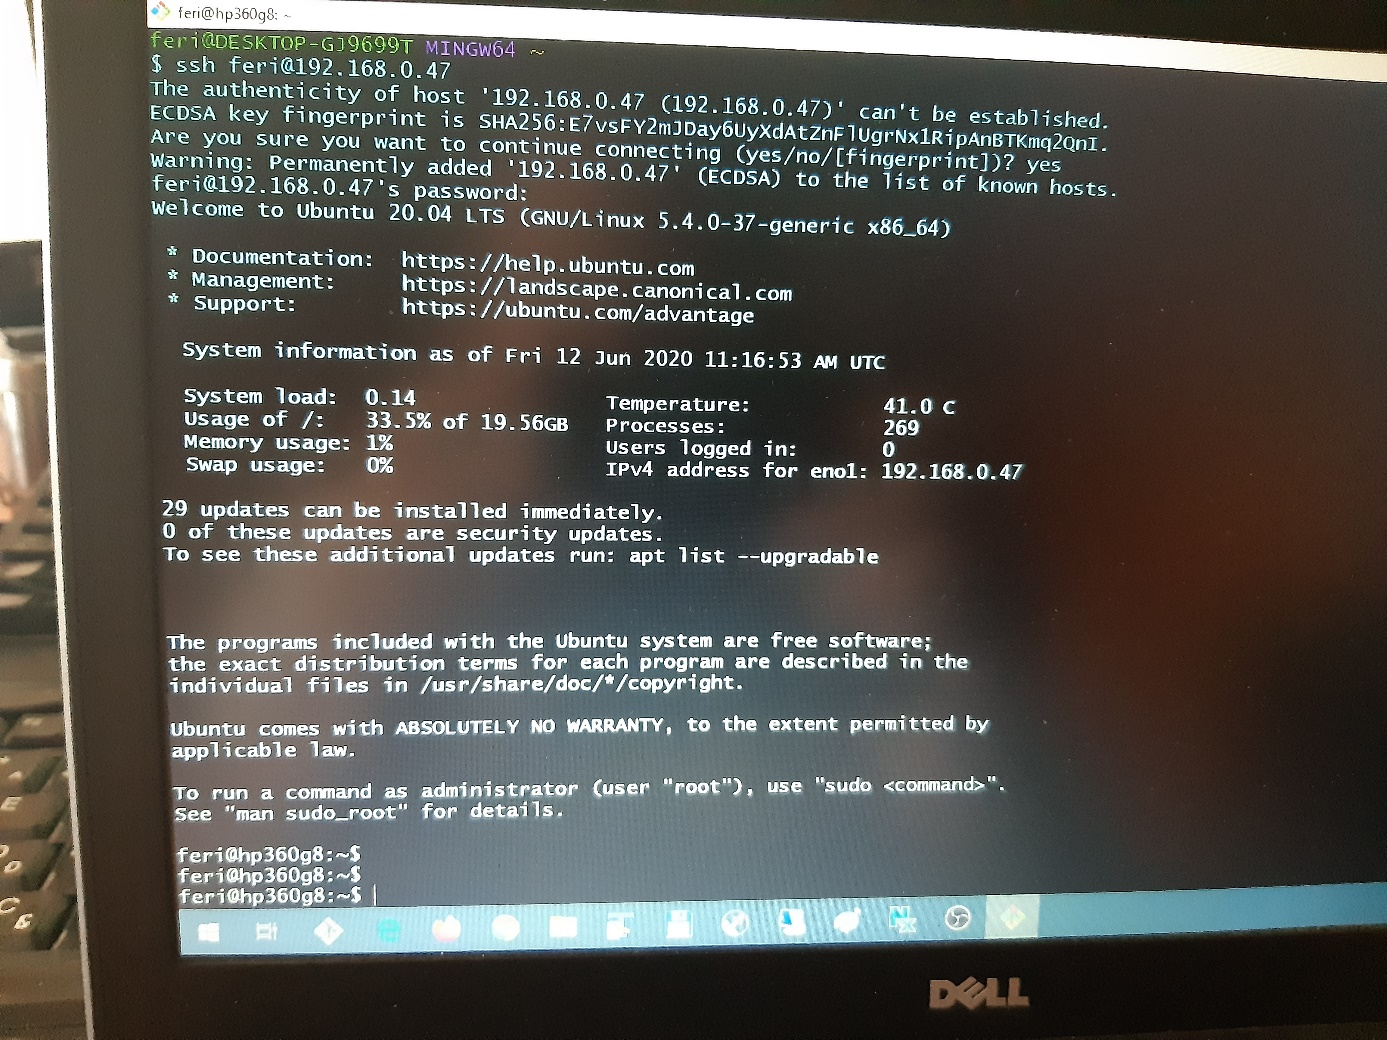 feri@hp360g8: ~
feri@DESKTOP-GJ9699T MINGW64 ~
$ ssh feri@192.168.0.47
The authenticity of host '192.168.0.47 (192.168.0.47)' can't be established.
ECDSA key fingerprint is SHA256:E7vsFY2mJDay6UyXdAtZnFlUgrNx1RipAnBTKmq2QnI.
Are you sure you want to continue connecting (yes/no/[fingerprint])? yes
Warning: Permanently added '192.168.0.47' (ECDSA) to the list of known hosts.
feri@192.168.0.47's password:
Welcome to Ubuntu 20.04 LTS (GNU/Linux 5.4.0-37-generic x86_64)
* Documentation: https://help.ubuntu.com
* Management: https://landscape.canonical.com
* Support: https://ubuntu.com/advantage
System information as of Fri 12 Jun 2020 11:16:53 AM UTC
System load: 0.14 Temperature: 41.0 C
Usage of /: 33.5% of 19.56GB Processes: 269
Memory usage: 1% Users logged in: 0
Swap usage: 0% IPv4 address for eno1: 192.168.0.47
29 updates can be installed immediately.
0 of these updates are security updates.
To see these additional updates run: apt list --upgradable
The programs included with the Ubuntu system are free software;
the exact distribution terms for each program are described in the
individual files in /usr/share/doc/*/copyright.
Ubuntu comes with ABSOLUTELY NO WARRANTY, to the extent permitted by
applicable law.
To run a command as administrator (user "root"), use "sudo <command>".
See "man sudo_root" for details.
feri@hp360g8:~$
feri@hp360g8:~$
feri@hp360g8:~$
DELL